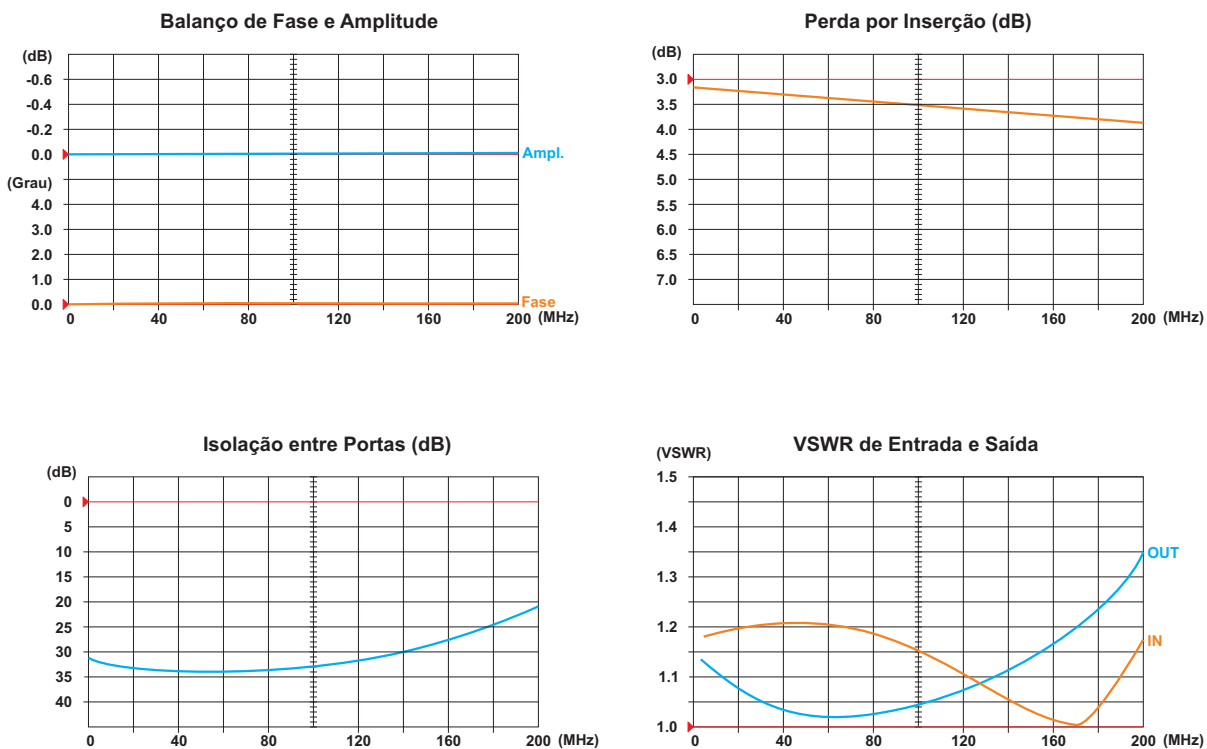 Balanço de Fase e Amplitude
(dB)
-0.6
-0.4
-0.2
0.0
Ampl.
(Grau)
4.0
3.0
2.0
1.0
0.0
Fase
0 40 80 120 160 200 (MHz)
Perda por Inserção (dB)
(dB)
3.0
3.5
4.0
4.5
5.0
5.5
6.0
6.5
7.0
0 40 80 120 160 200 (MHz)
Isolação entre Portas (dB)
(dB)
0
5
10
15
20
25
30
35
40
0 40 80 120 160 200 (MHz)
VSWR de Entrada e Saída
(VSWR)
1.5
1.4
1.3
OUT
1.2
IN
1.1
1.0
0 40 80 120 160 200 (MHz)